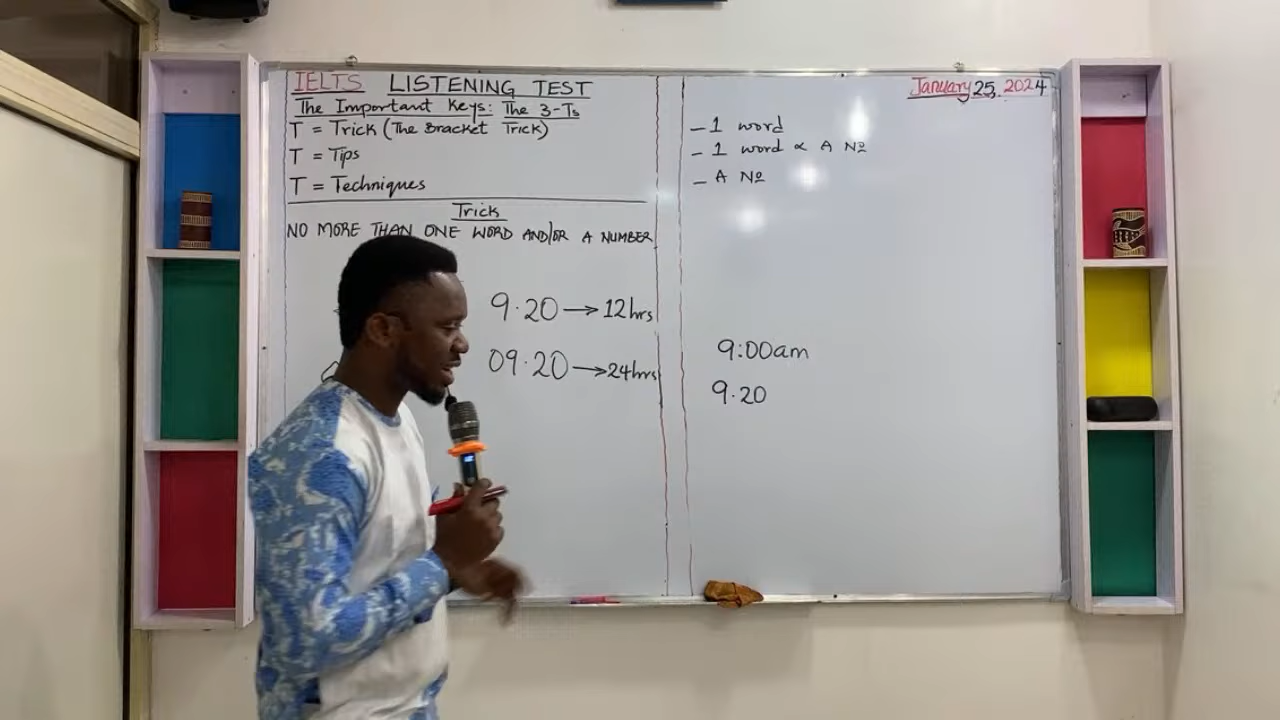 IELTS LISTENING TEST
The Important Keys: The 3-Ts
T = Trick (The Bracket Trick)
T = Tips
T = Techniques
Trick
NO MORE THAN ONE WORD AND/OR A NUMBER
9.20 → 12hrs
09.20 → 24hrs
January 25, 2024
- 1 word
- 1 word & A No
- A No
9:00am
9.20